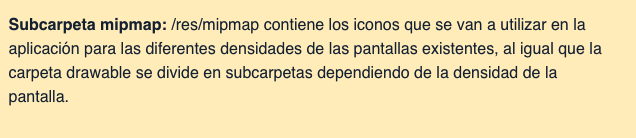 Subcarpeta mipmap: /res/mipmap contiene los iconos que se van a utilizar en la
aplicación para las diferentes densidades de las pantallas existentes, al igual que la
carpeta drawable se divide en subcarpetas dependiendo de la densidad de la
pantalla.